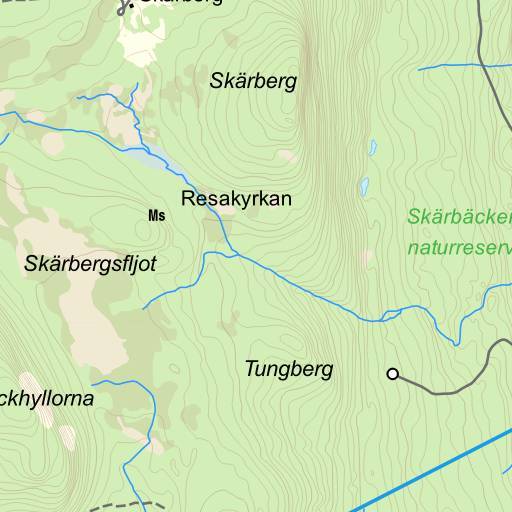 Skärberg
Skärberg
Resakyrkan
Ms
Skärbäcken
naturreserv
Skärbergsfljot
Tungberg
ckhyllorna